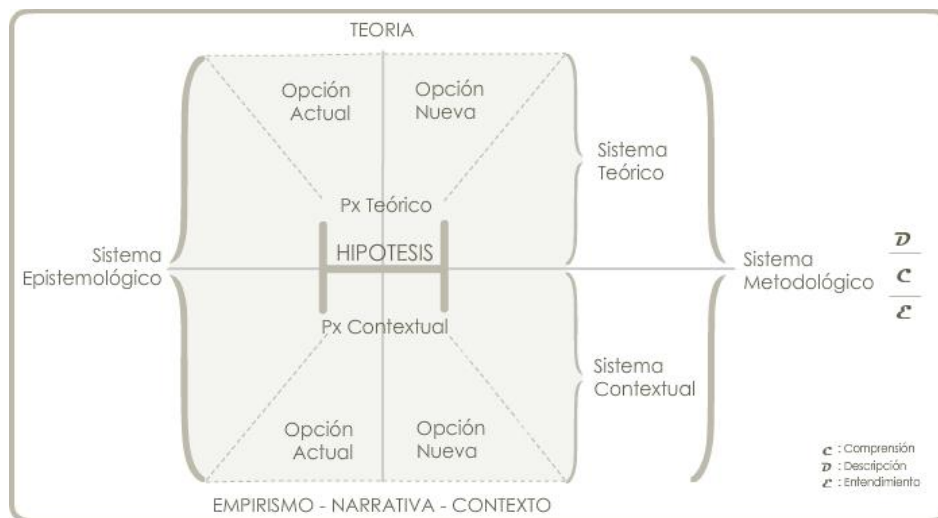 TEORIA
Opción
Actual
Opción
Nueva
Sistema
Teórico
Px Teórico
HIPOTESIS
Sistema
Epistemológico
Sistema
Metodológico
D
C
E
Px Contextual
Sistema
Contextual
Opción
Actual
Opción
Nueva
C : Comprensión
D : Descripción
E : Entendimiento
EMPIRISMO - NARRATIVA - CONTEXTO